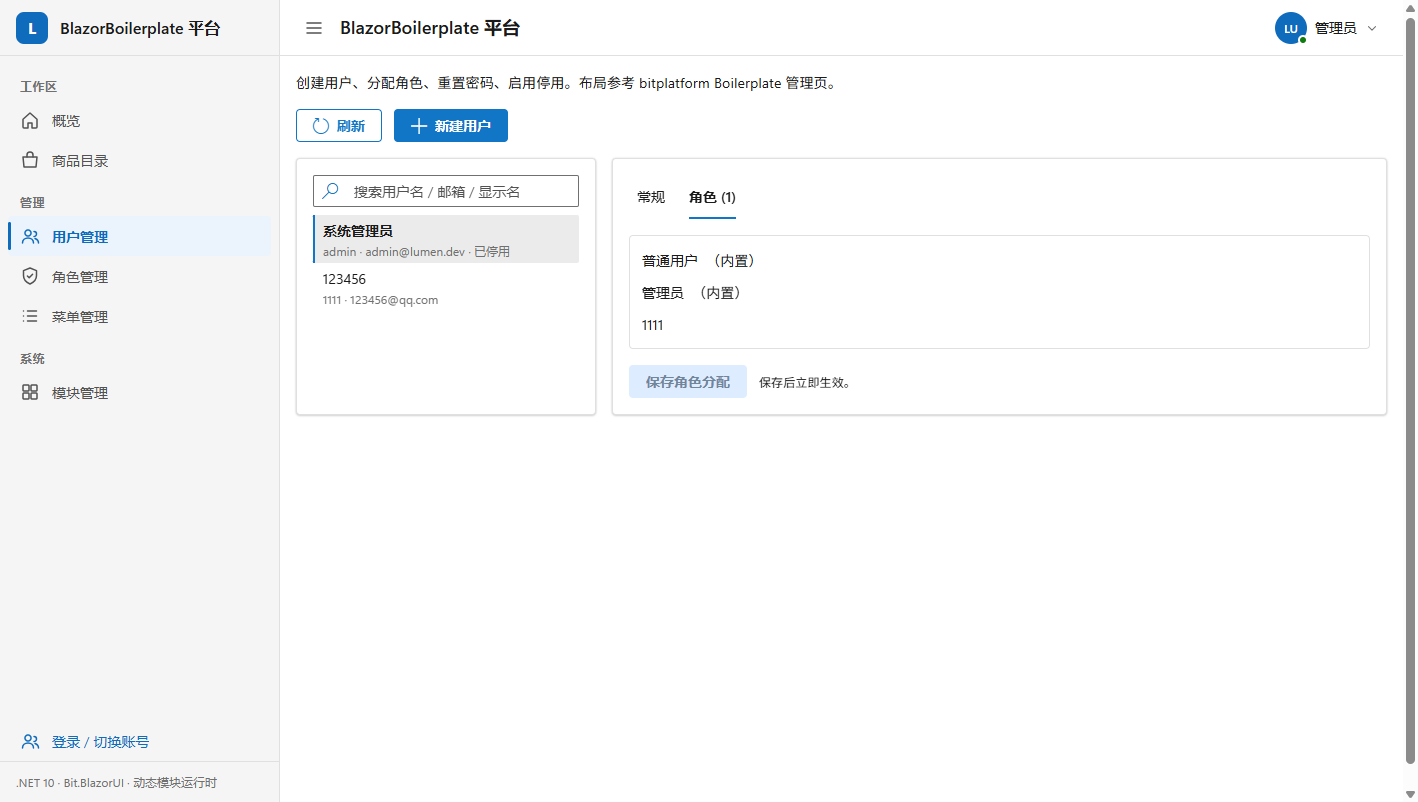 L BlazorBoilerplate 平台
工作区
概览
商品目录
管理
用户管理
角色管理
菜单管理
系统
模块管理
登录 / 切换账号
.NET 10 · Bit.BlazorUI · 动态模块运行时
BlazorBoilerplate 平台
LU 管理员
创建用户、分配角色、重置密码、启用停用。布局参考 bitplatform Boilerplate 管理页。
刷新 新建用户
搜索用户名 / 邮箱 / 显示名
系统管理员
admin · admin@lumen.dev · 已停用
123456
1111 · 123456@qq.com
常规 角色 (1)
普通用户 （内置）
管理员 （内置）
1111
保存角色分配 保存后立即生效。